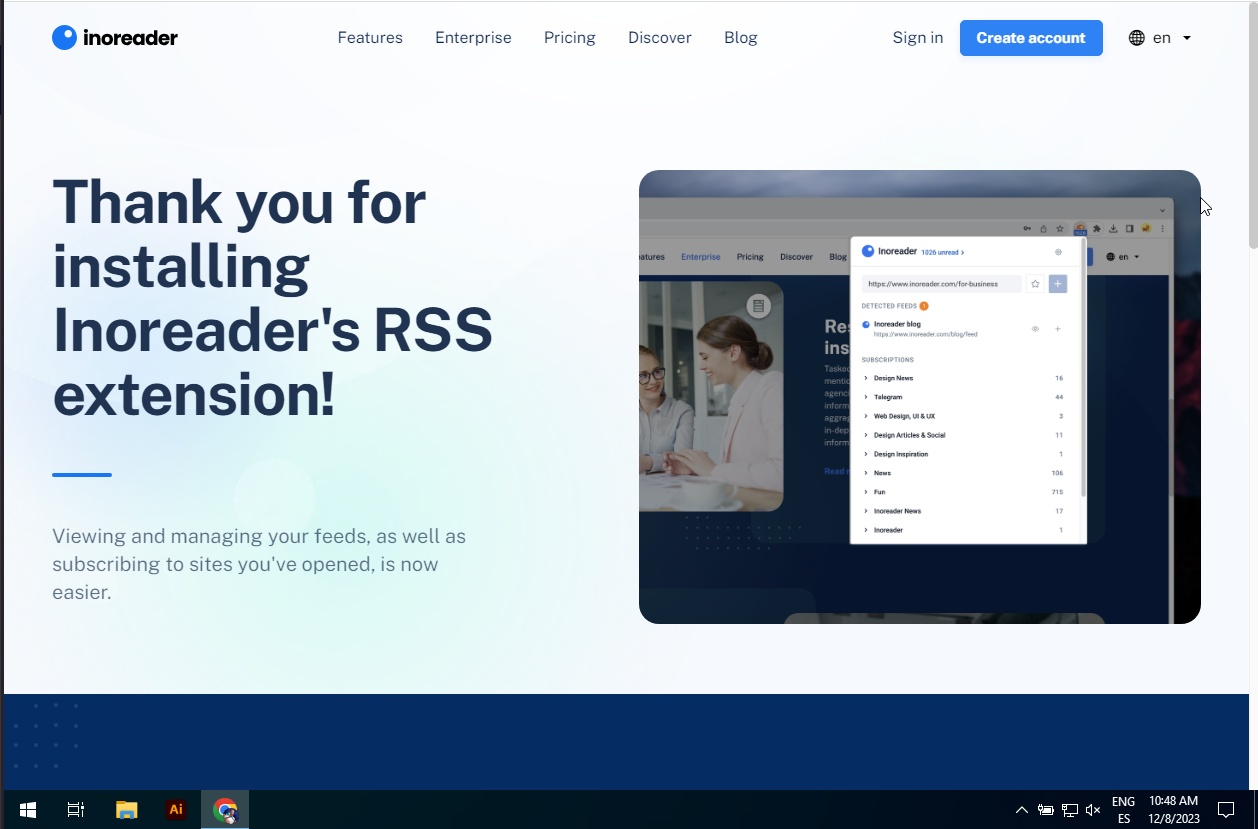 inoreader
Features
Enterprise
Pricing
Discover
Blog
Sign in
Create account
en
Thank you for
installing
Inoreader's RSS
extension!
Viewing and managing your feeds, as well as
subscribing to sites you've opened, is now
easier.
Enterprise
Pricing
Discover
Blog
en
Inoreader 1026 unread ›
https://www.inoreader.com/for-business
DETECTED FEEDS 1
Inoreader blog
https://www.inoreader.com/blog/feed
SUBSCRIPTIONS
Design News 16
Telegram 44
Web Design, UI & UX 3
Design Articles & Social 11
Design Inspiration 1
News 106
Fun 715
Inoreader News 17
Inoreader 1
Ai
ENG
ES
10:48 AM
12/8/2023